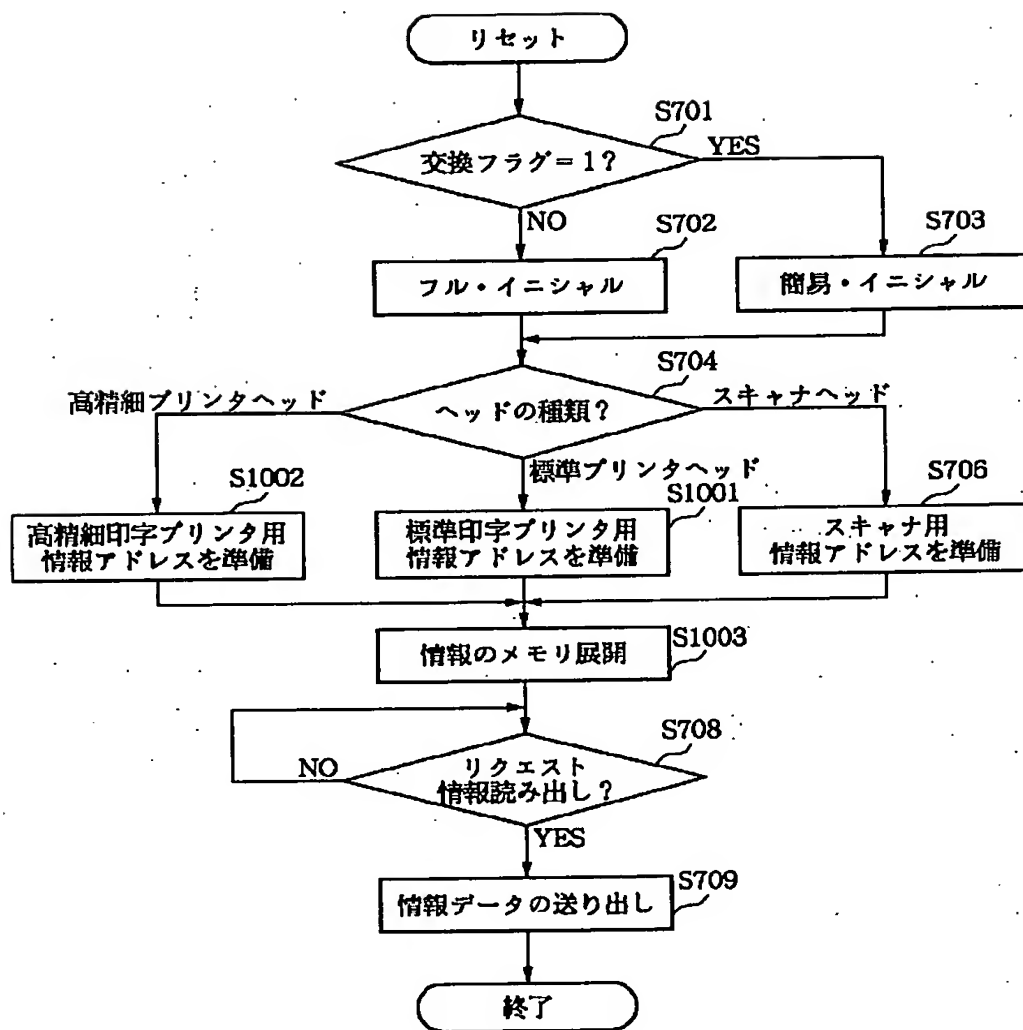 リセット
S701
交換フラグ=1?
YES
NO
S702
S703
フル・イニシャル
簡易・イニシャル
S704
高精細プリンタヘッド
ヘッドの種類?
スキャナヘッド
標準プリンタヘッド
S1002
S1001
S706
高精細印字プリンタ用
情報アドレスを準備
標準印字プリンタ用
情報アドレスを準備
スキャナ用
情報アドレスを準備
情報のメモリ展開
S1003
S708
NO
リクエスト
情報読み出し?
YES
S709
情報データの送り出し
終了